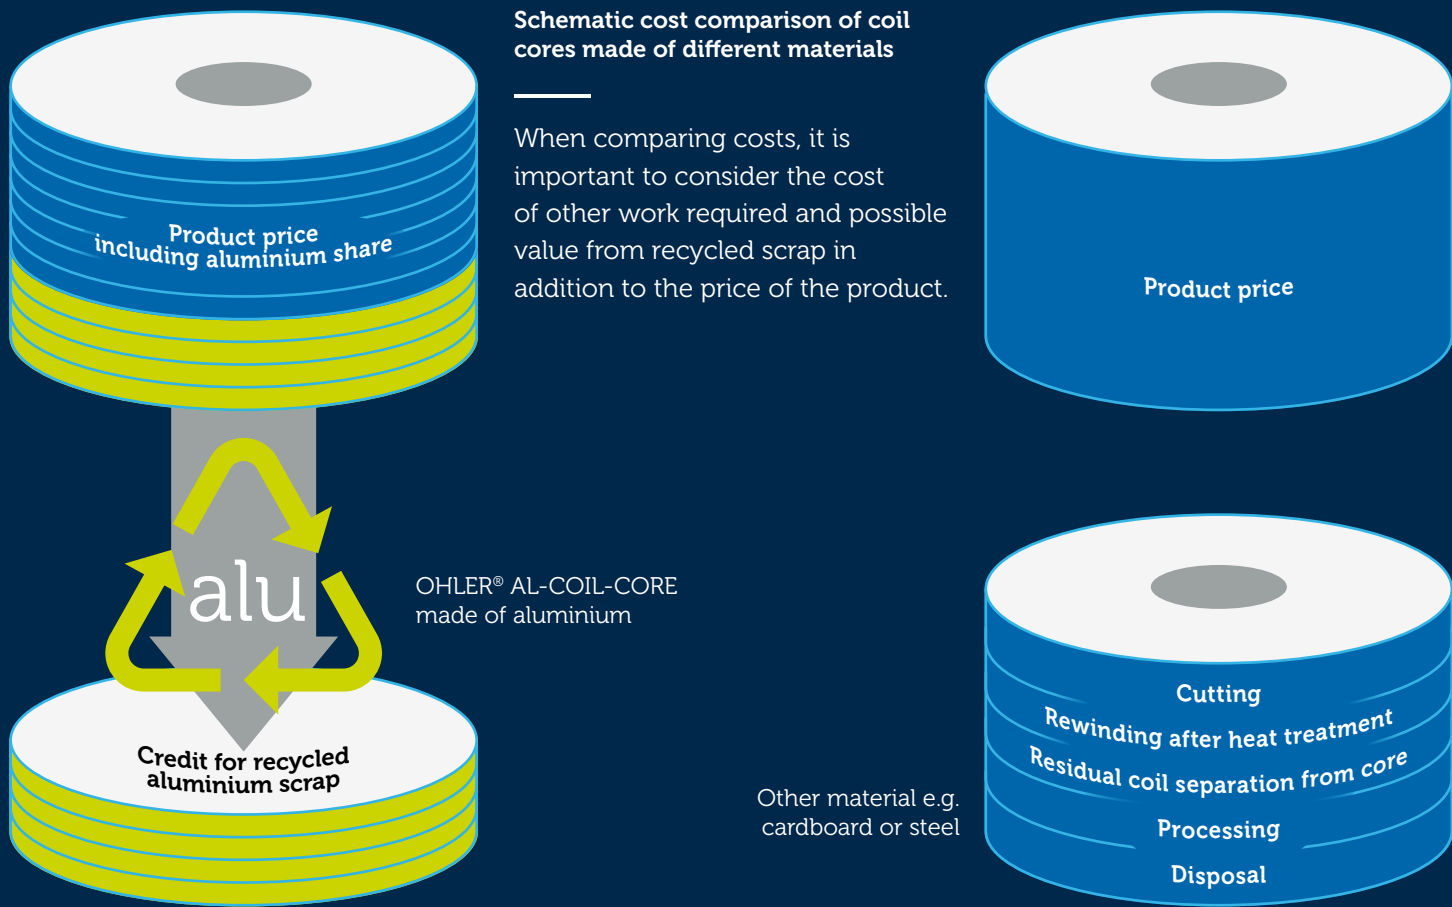 Schematic cost comparison of coil
cores made of different materials
When comparing costs, it is
important to consider the cost
of other work required and possible
value from recycled scrap in
addition to the price of the product.
Product price
including aluminium share
Product price
alu
OHLER® AL-COIL-CORE
made of aluminium
Credit for recycled
aluminium scrap
Other material e.g.
cardboard or steel
Cutting
Rewinding after heat treatment
Residual coil separation from core
Processing
Disposal